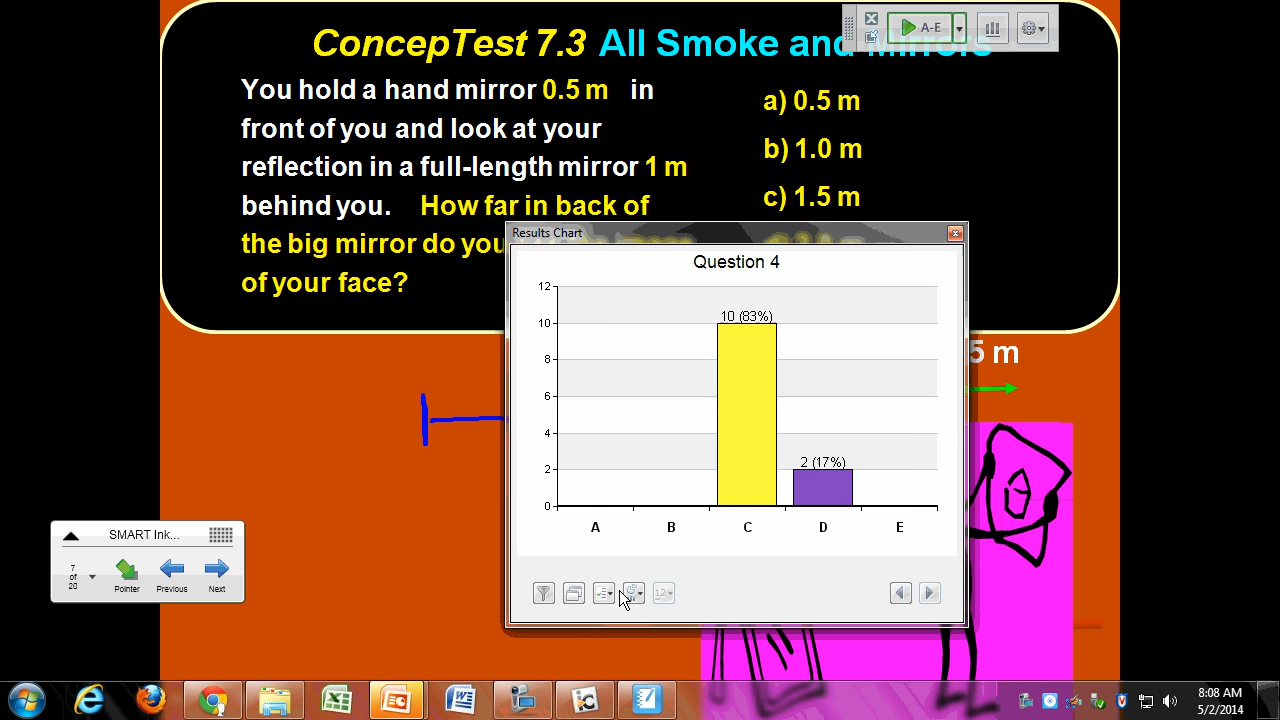 ConcepTest 7.3 All Smoke and Mirrors
A-E
You hold a hand mirror 0.5 m in
front of you and look at your
reflection in a full-length mirror 1 m
behind you. How far in back of
the big mirror do you
of your face?
a) 0.5 m
b) 1.0 m
c) 1.5 m
Results Chart
Question 4
12
10
8
6
4
2
0
10 (83%)
2 (17%)
A B C D E
5 m
SMART Ink...
7
of
20
Pointer
Previous
Next
8:08 AM
5/2/2014